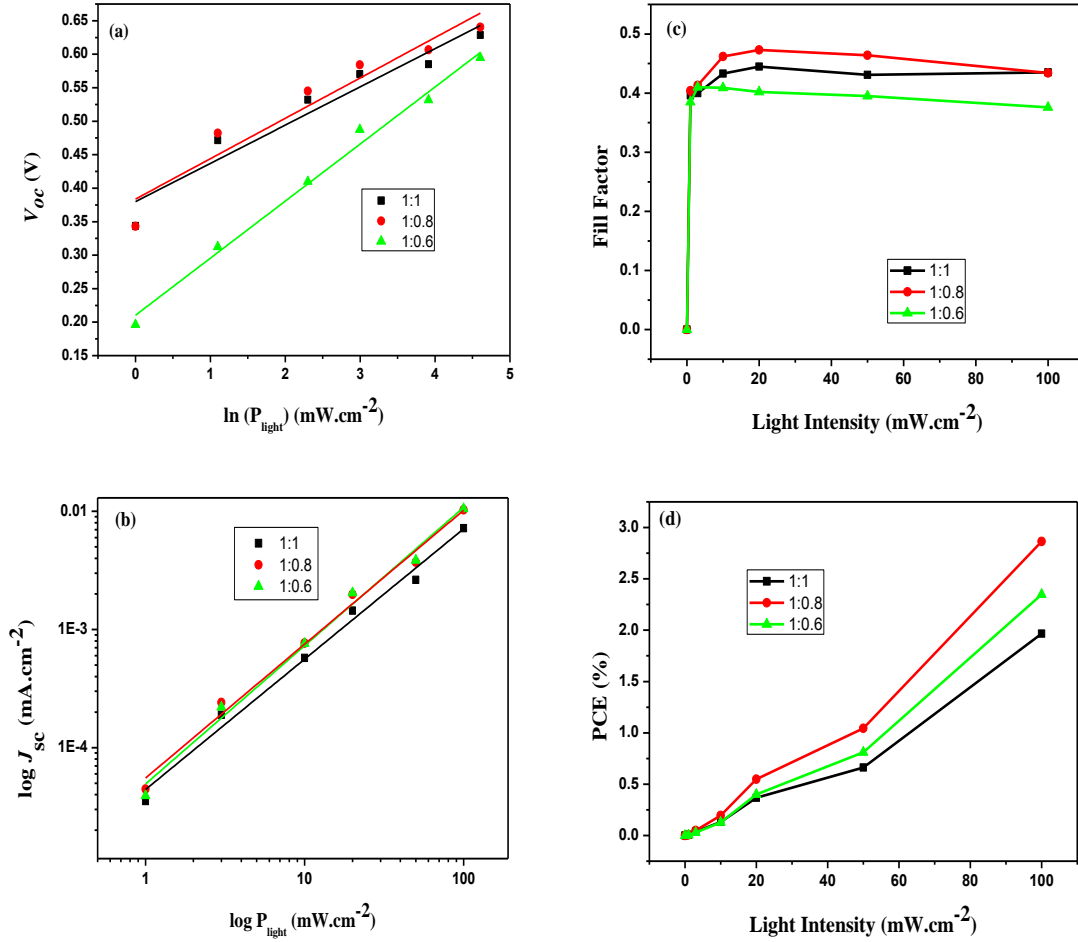 (a)
0.65
0.60
0.55
0.50
0.45
0.40
0.35
0.30
0.25
0.20
0.15
Voc (V)
1:1
1:0.8
1:0.6
0 1 2 3 4 5
ln (Plight) (mW.cm-2)
(c)
0.5
0.4
0.3
0.2
0.1
0.0
Fill Factor
1:1
1:0.8
1:0.6
0 20 40 60 80 100
Light Intensity (mW.cm-2)
(b)
0.01
1E-3
1E-4
log Jsc (mA.cm-2)
1:1
1:0.8
1:0.6
1 10 100
log Plight (mW.cm-2)
(d)
3.0
2.5
2.0
1.5
1.0
0.5
0.0
PCE (%)
1:1
1:0.8
1:0.6
0 20 40 60 80 100
Light Intensity (mW.cm-2)